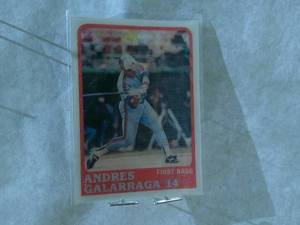 FIRST BASE
ANDRES
GALARRAGA 14